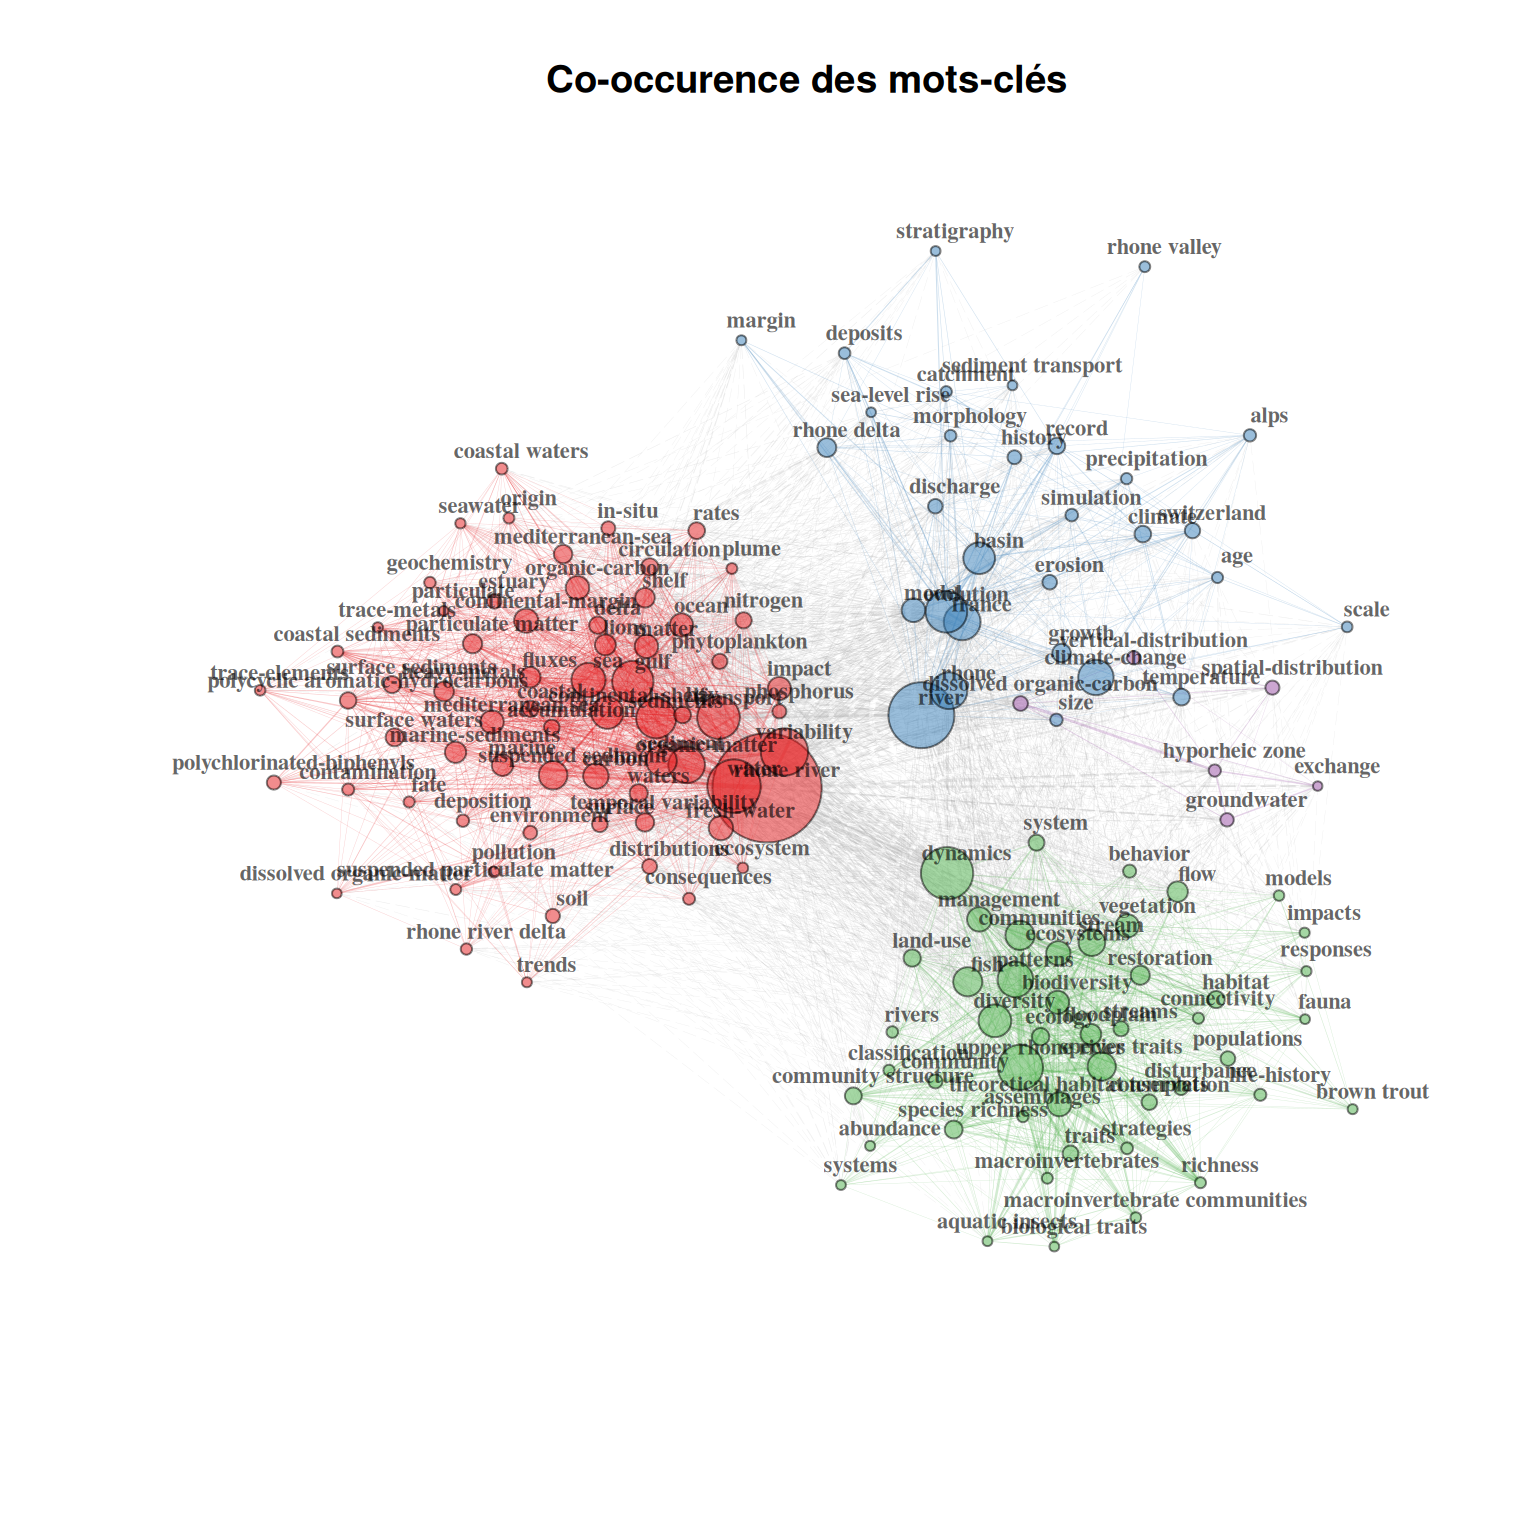 Co-occurence des mots-clés
stratigraphy
rhone valley
margin
deposits
sediment transport
catchment
sea-level rise
morphology
alps
rhone delta
history
record
coastal waters
precipitation
discharge
simulation
origin
seawater
in-situ
rates
climate
switzerland
mediterranean-sea
circulation
plume
basin
age
geochemistry
organic-carbon
erosion
estuary
shelf
particulate
model
evolution
continental-margin
delta
ocean
nitrogen
france
trace-metals
scale
particulate matter
lions
matter
coastal sediments
phytoplankton
growth
vertical-distribution
fluxes
sea
gulf
climate-change
surface sediments
impact
spatial-distribution
trace-elements
heavy-metals
rhone
temperature
polycyclic aromatic-hydrocarbons
dissolved organic-carbon
coastal
continental-shelf
phosphorus
sediments
transport
river
size
mediterranean sea
accumulation
surface waters
variability
marine-sediments
marine
sediment
organic-matter
hyporheic zone
suspended sediment
carbon
polychlorinated-biphenyls
contamination
water
rhone river
exchange
waters
fate
deposition
temporal variability
groundwater
environment
surface
fresh-water
system
pollution
distributions
ecosystem
dynamics
behavior
dissolved organic-matter
suspended particulate matter
consequences
flow
models
soil
management
vegetation
communities
impacts
stream
rhone river delta
land-use
ecosystems
responses
trends
fish
patterns
restoration
biodiversity
habitat
diversity
connectivity
fauna
rivers
ecology
floodplain
streams
populations
classification
upper rhone river
species traits
community
community structure
disturbance
life-history
theoretical habitat templets
conservation
brown trout
assemblages
species richness
abundance
traits
strategies
systems
macroinvertebrates
richness
macroinvertebrate communities
aquatic insects
biological traits